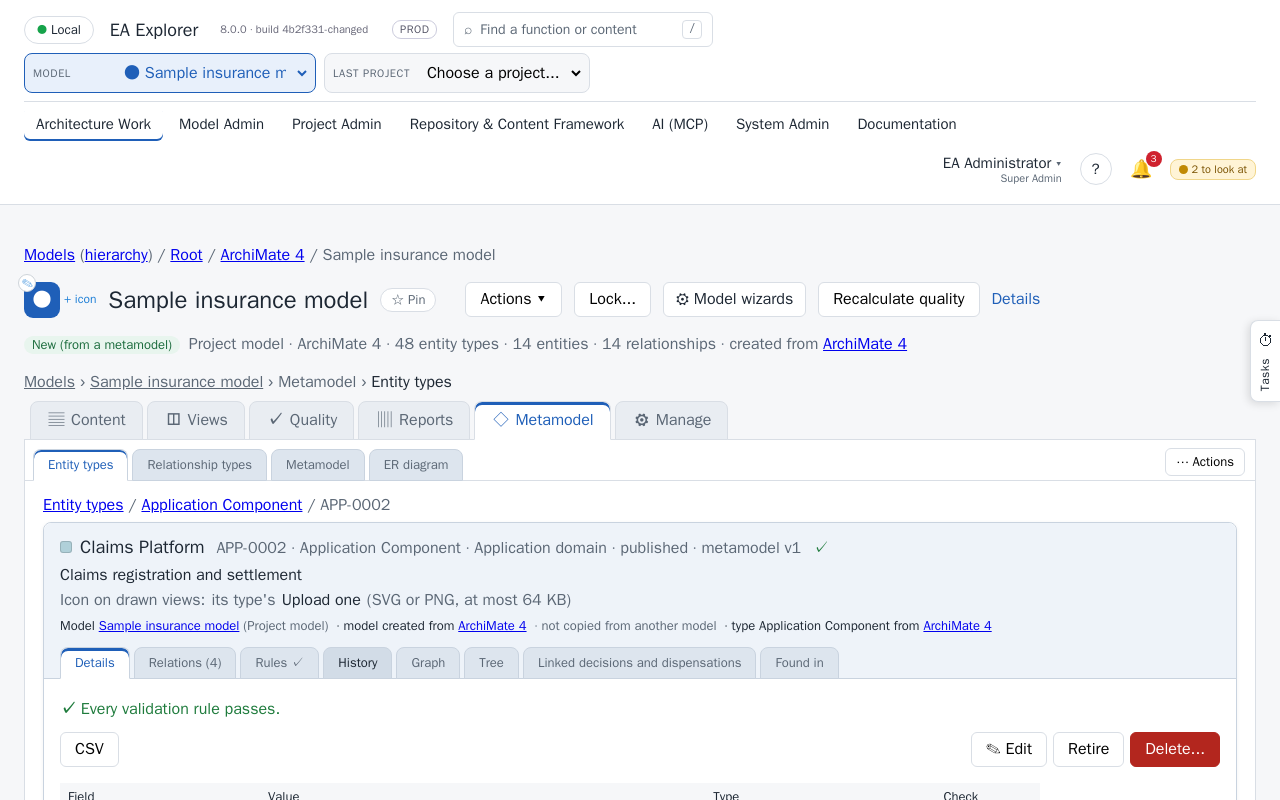 Local EA Explorer 8.0.0 · build 4b2f331-changed PROD Find a function or content /
MODEL Sample insurance m LAST PROJECT Choose a project...
Architecture Work Model Admin Project Admin Repository & Content Framework AI (MCP) System Admin Documentation
EA Administrator ▾ ? 3 2 to look at
Super Admin
Models (hierarchy) / Root / ArchiMate 4 / Sample insurance model
+ icon Sample insurance model ☆ Pin Actions ▾ Lock... ⚙ Model wizards Recalculate quality Details
New (from a metamodel) Project model · ArchiMate 4 · 48 entity types · 14 entities · 14 relationships · created from ArchiMate 4
Tasks
Models › Sample insurance model › Metamodel › Entity types
Content Views ✓ Quality Reports ◇ Metamodel ⚙ Manage
Entity types Relationship types Metamodel ER diagram ··· Actions
Entity types / Application Component / APP-0002
Claims Platform APP-0002 · Application Component · Application domain · published · metamodel v1 ✓
Claims registration and settlement
Icon on drawn views: its type's Upload one (SVG or PNG, at most 64 KB)
Model Sample insurance model (Project model) · model created from ArchiMate 4 · not copied from another model · type Application Component from ArchiMate 4
Details Relations (4) Rules ✓ History Graph Tree Linked decisions and dispensations Found in
✓ Every validation rule passes.
CSV ✎ Edit Retire Delete...
Field Value Type Check